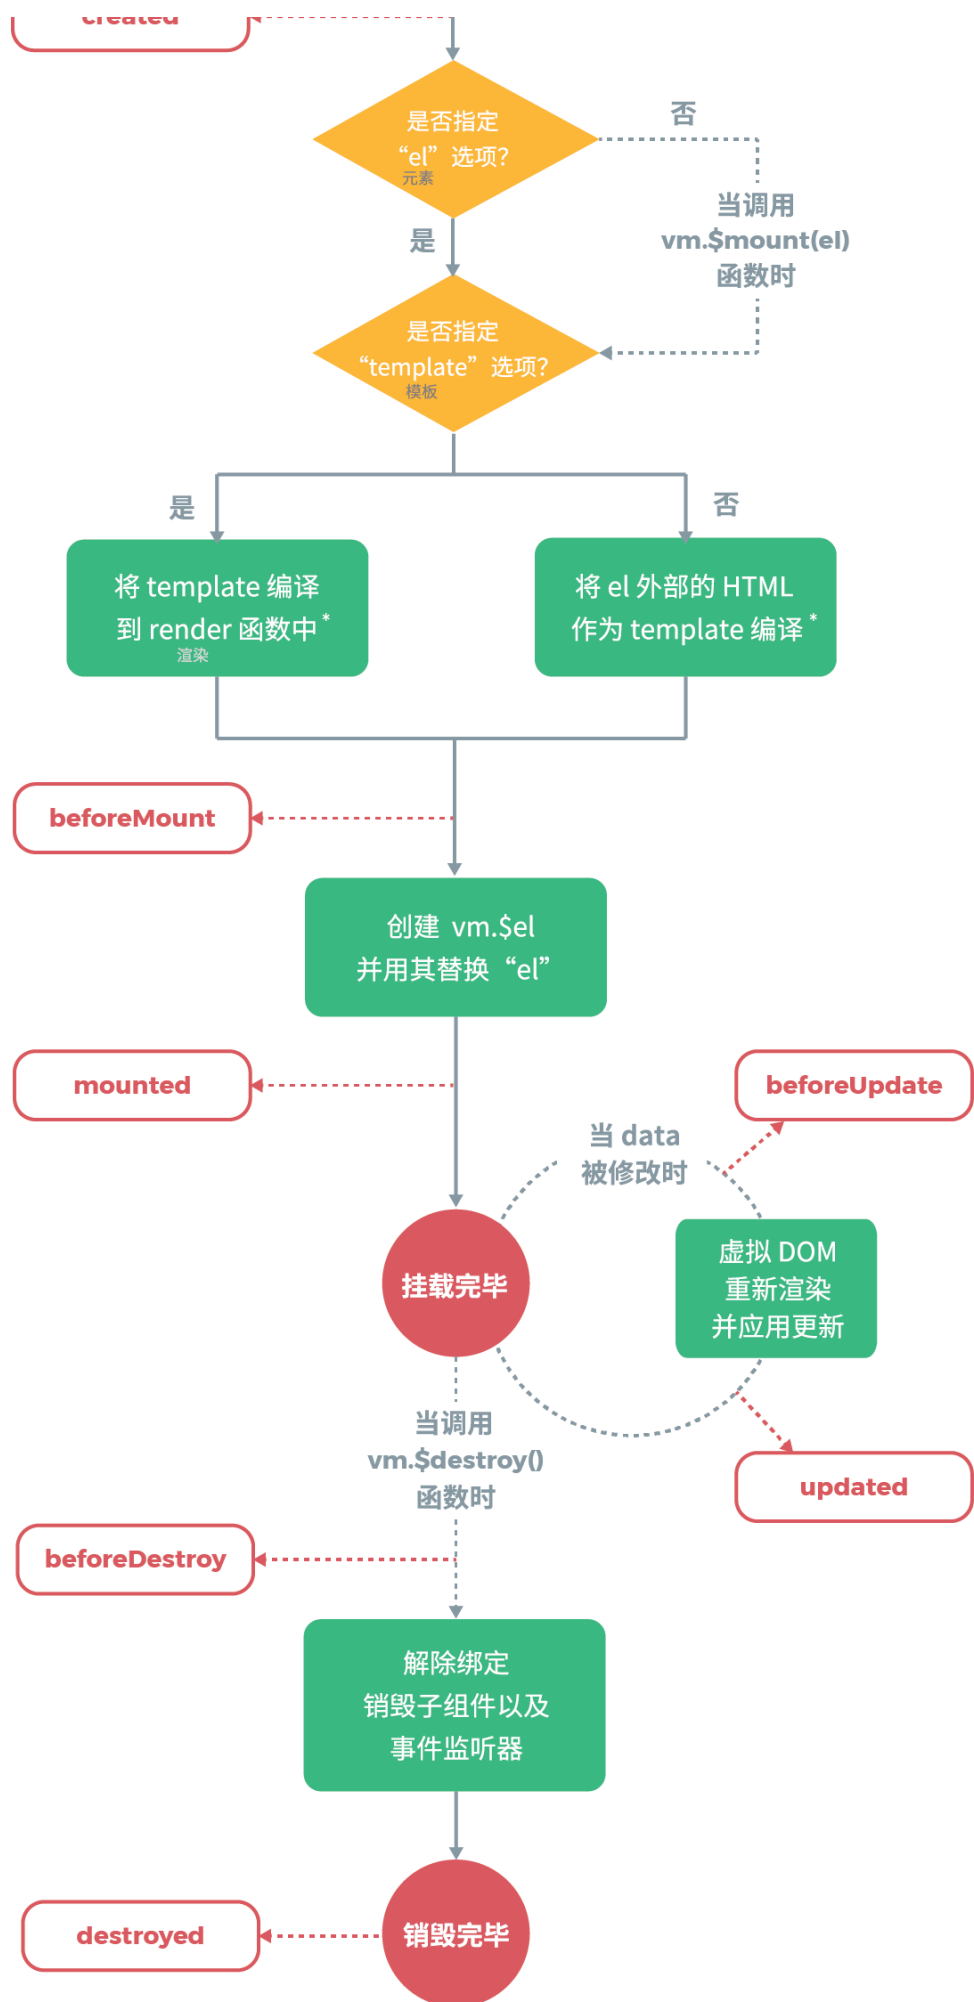 created
是否指定
“el”选项?
元素
否
当调用
vm.$mount(el)
函数时
是
是否指定
“template”选项?
模板
是
否
将 template 编译
到 render 函数中*
渲染
将 el 外部的 HTML
作为 template 编译*
beforeMount
创建 vm.$el
并用其替换“el”
mounted
beforeUpdate
当 data
被修改时
挂载完毕
虚拟 DOM
重新渲染
并应用更新
当调用
vm.$destroy()
函数时
updated
beforeDestroy
解除绑定
销毁子组件以及
事件监听器
destroyed
销毁完毕